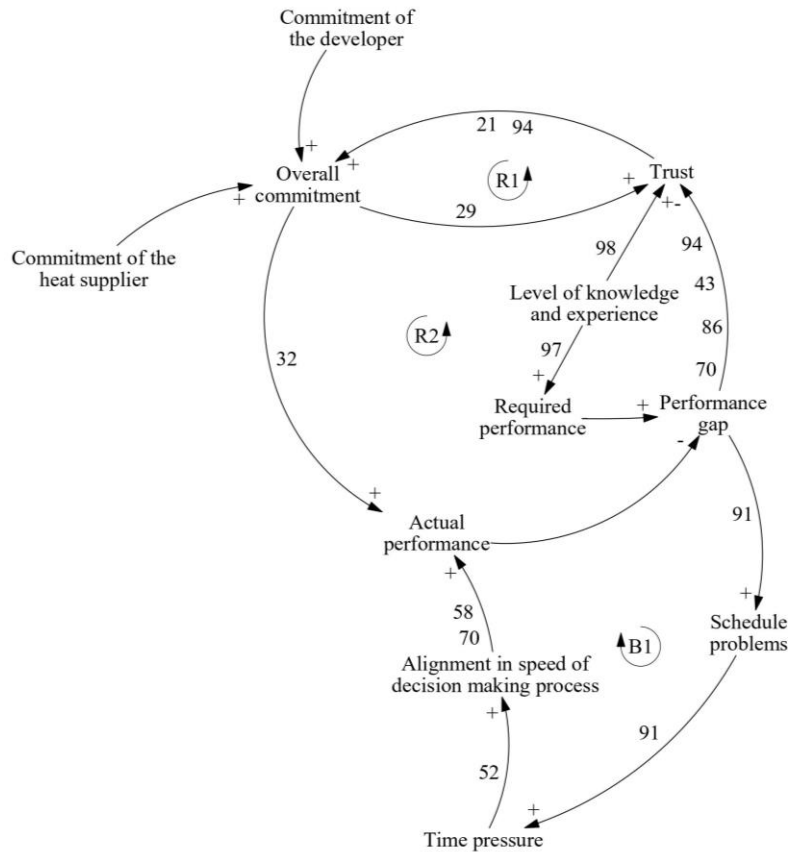 Commitment of
the developer
+
+
Overall
commitment
+
Commitment of the
heat supplier
21 94
R1
29
+
Trust
+-
98
94
43
86
70
Level of knowledge
and experience
97
+
R2
32
Required
performance
+
Performance
gap
-
+
Actual
performance
+
58
70
91
+
Schedule
problems
B1
Alignment in speed of
decision making process
+
52
91
+
Time pressure